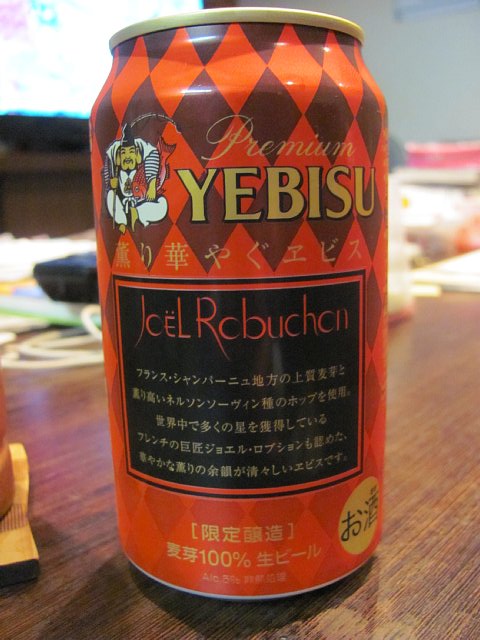 Premium
YEBISU
薫り華やぐヱビス
JoëL Robuchon
フランス・シャンパーニュ地方の上質麦芽と
薫り高いネルソンソーヴィン種のホップを使用。
世界中で多くの星を獲得している
フレンチの巨匠ジョエル・ロブションも認めた、
華やかな薫りの余韻が清々しいヱビスです。
[限定醸造]
麦芽100% 生ビール
Alc.5%
お酒